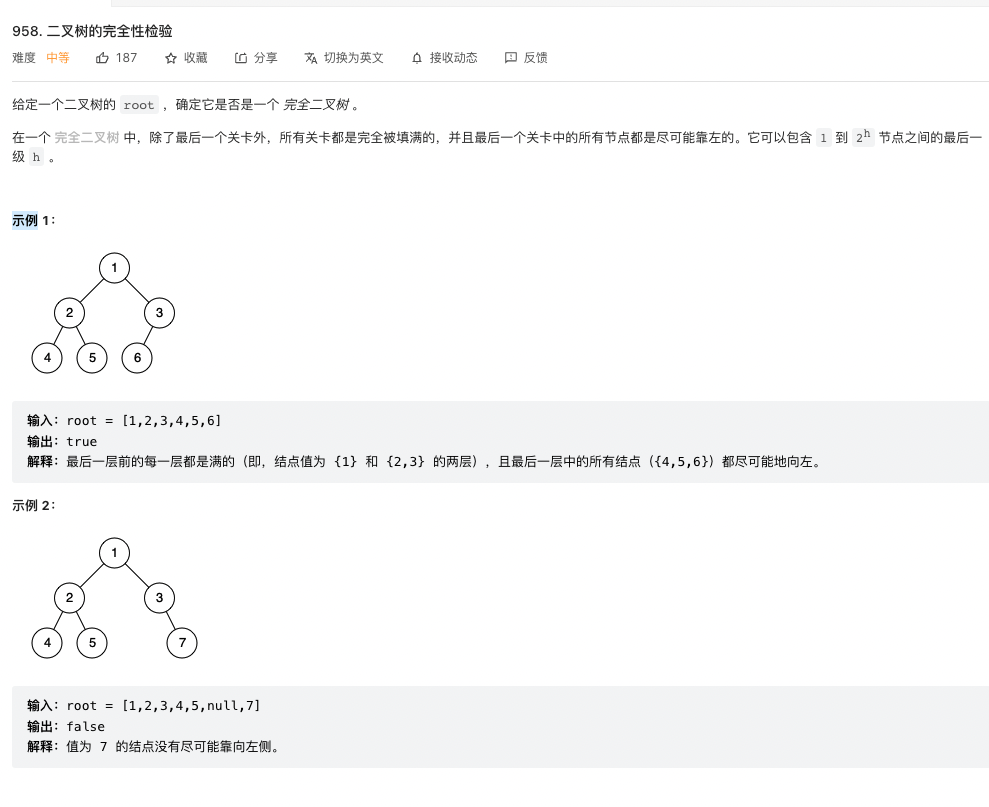 958. 二叉树的完全性检验
难度 中等 187 收藏 分享 切换为英文 接收动态 反馈
给定一个二叉树的 root ，确定它是否是一个 完全二叉树 。
在一个 完全二叉树 中，除了最后一个关卡外，所有关卡都是完全被填满的，并且最后一个关卡中的所有节点都是尽可能靠左的。它可以包含 1 到 2^h 节点之间的最后一
级 h 。
示例 1：
1
2 3
4 5 6
输入：root = [1,2,3,4,5,6]
输出：true
解释：最后一层前的每一层都是满的（即，结点值为 {1} 和 {2,3} 的两层），且最后一层中的所有结点（{4,5,6}）都尽可能地向左。
示例 2：
1
2 3
4 5 7
输入：root = [1,2,3,4,5,null,7]
输出：false
解释：值为 7 的结点没有尽可能靠向左侧。